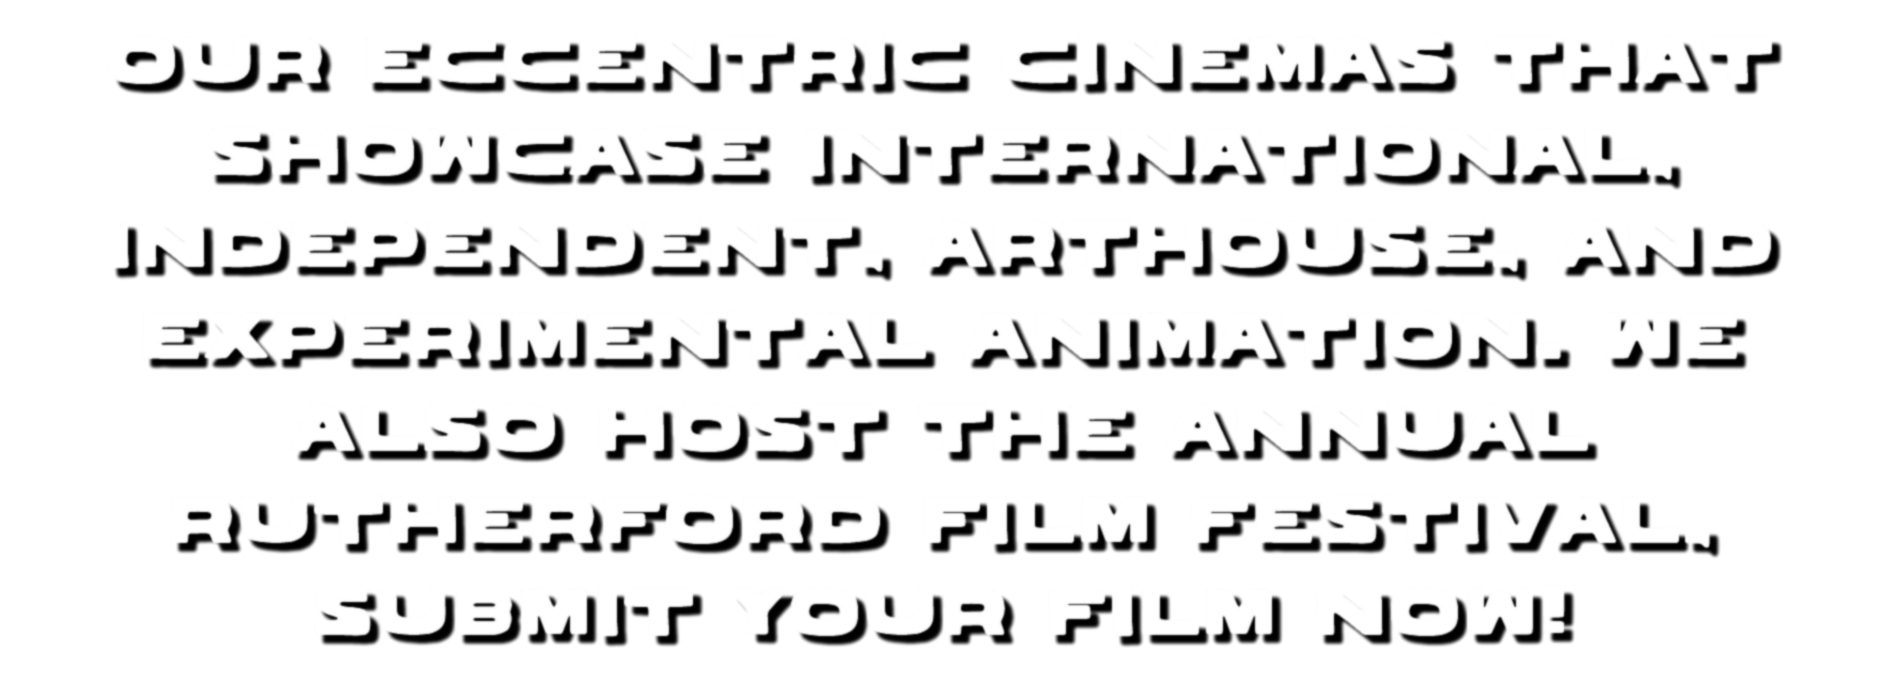 OUR ECCENTRIC CINEMAS THAT
SHOWCASE INTERNATIONAL,
INDEPENDENT, ARTHOUSE, AND
EXPERIMENTAL ANIMATION. WE
ALSO HOST THE ANNUAL
RUTHERFORD FILM FESTIVAL,
SUBMIT YOUR FILM NOW!